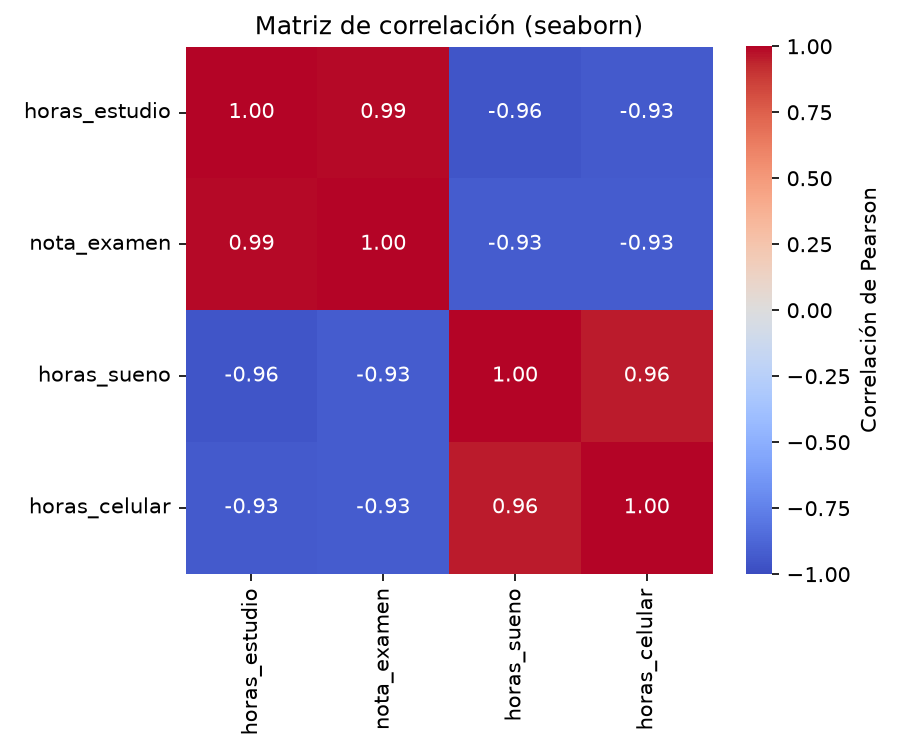 Matriz de correlación (seaborn)
horas_estudio
1.00 0.99 -0.96 -0.93
nota_examen
0.99 1.00 -0.93 -0.93
horas_sueno
-0.96 -0.93 1.00 0.96
horas_celular
-0.93 -0.93 0.96 1.00
horas_estudio
nota_examen
horas_sueno
horas_celular
1.00
0.75
0.50
0.25
0.00
−0.25
−0.50
−0.75
−1.00
Correlación de Pearson